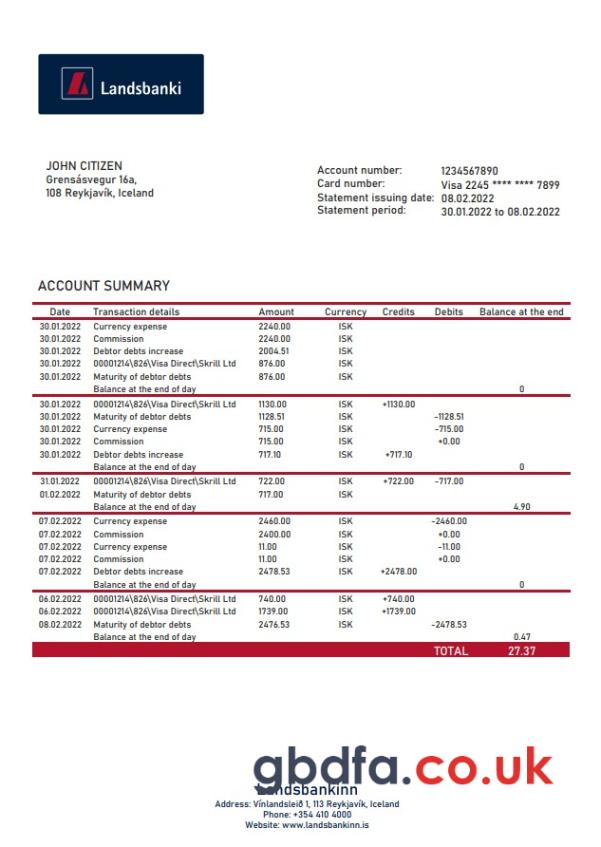 Landsbanki
JOHN CITIZEN
Grensásvegur 16a,
108 Reykjavík, Iceland
Account number: 1234567890
Card number: Visa 2245 **** **** 7899
Statement issuing date: 08.02.2022
Statement period: 30.01.2022 to 08.02.2022
ACCOUNT SUMMARY
Date Transaction details Amount Currency Credits Debits Balance at the end
30.01.2022 Currency expense 2240.00 ISK
30.01.2022 Commission 2240.00 ISK
30.01.2022 Debtor debts increase 2004.51 ISK
30.01.2022 00001214\826\Visa Direct\Skrill Ltd 876.00 ISK
30.01.2022 Maturity of debtor debts 876.00 ISK
Balance at the end of day 0
30.01.2022 00001214\826\Visa Direct\Skrill Ltd 1130.00 ISK +1130.00
30.01.2022 Maturity of debtor debts 1128.51 ISK -1128.51
30.01.2022 Currency expense 715.00 ISK -715.00
30.01.2022 Commission 715.00 ISK +0.00
30.01.2022 Debtor debts increase 717.10 ISK +717.10
Balance at the end of day 0
31.01.2022 00001214\826\Visa Direct\Skrill Ltd 722.00 ISK +722.00 -717.00
01.02.2022 Maturity of debtor debts 717.00 ISK
Balance at the end of day 4.90
07.02.2022 Currency expense 2460.00 ISK -2460.00
07.02.2022 Commission 2400.00 ISK +0.00
07.02.2022 Currency expense 11.00 ISK -11.00
07.02.2022 Commission 11.00 ISK +0.00
07.02.2022 Debtor debts increase 2478.53 ISK +2478.00
Balance at the end of day 0
06.02.2022 00001214\826\Visa Direct\Skrill Ltd 740.00 ISK +740.00
06.02.2022 00001214\826\Visa Direct\Skrill Ltd 1739.00 ISK +1739.00
08.02.2022 Maturity of debtor debts 2476.53 ISK -2478.53
Balance at the end of day 0.47
TOTAL 27.37
gbdfa.co.uk
Landsbankinn
Address: Vínlandsleið 1, 113 Reykjavík, Iceland
Phone: +354 410 4000
Website: www.landsbankinn.is